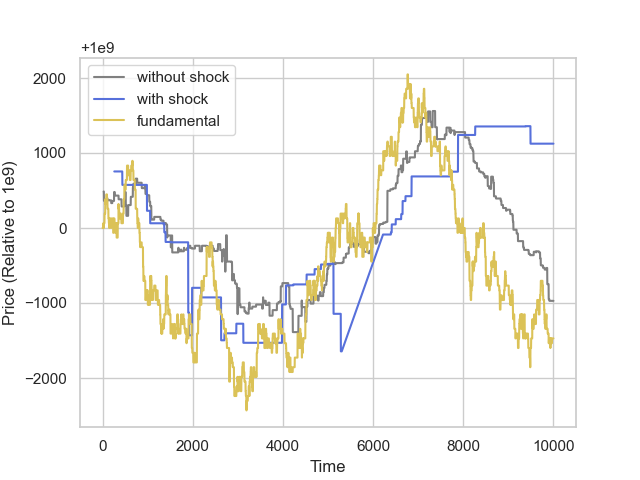 +1e9
2000
1000
0
−1000
−2000
Price (Relative to 1e9)
without shock
with shock
fundamental
0
2000
4000
6000
8000
10000
Time